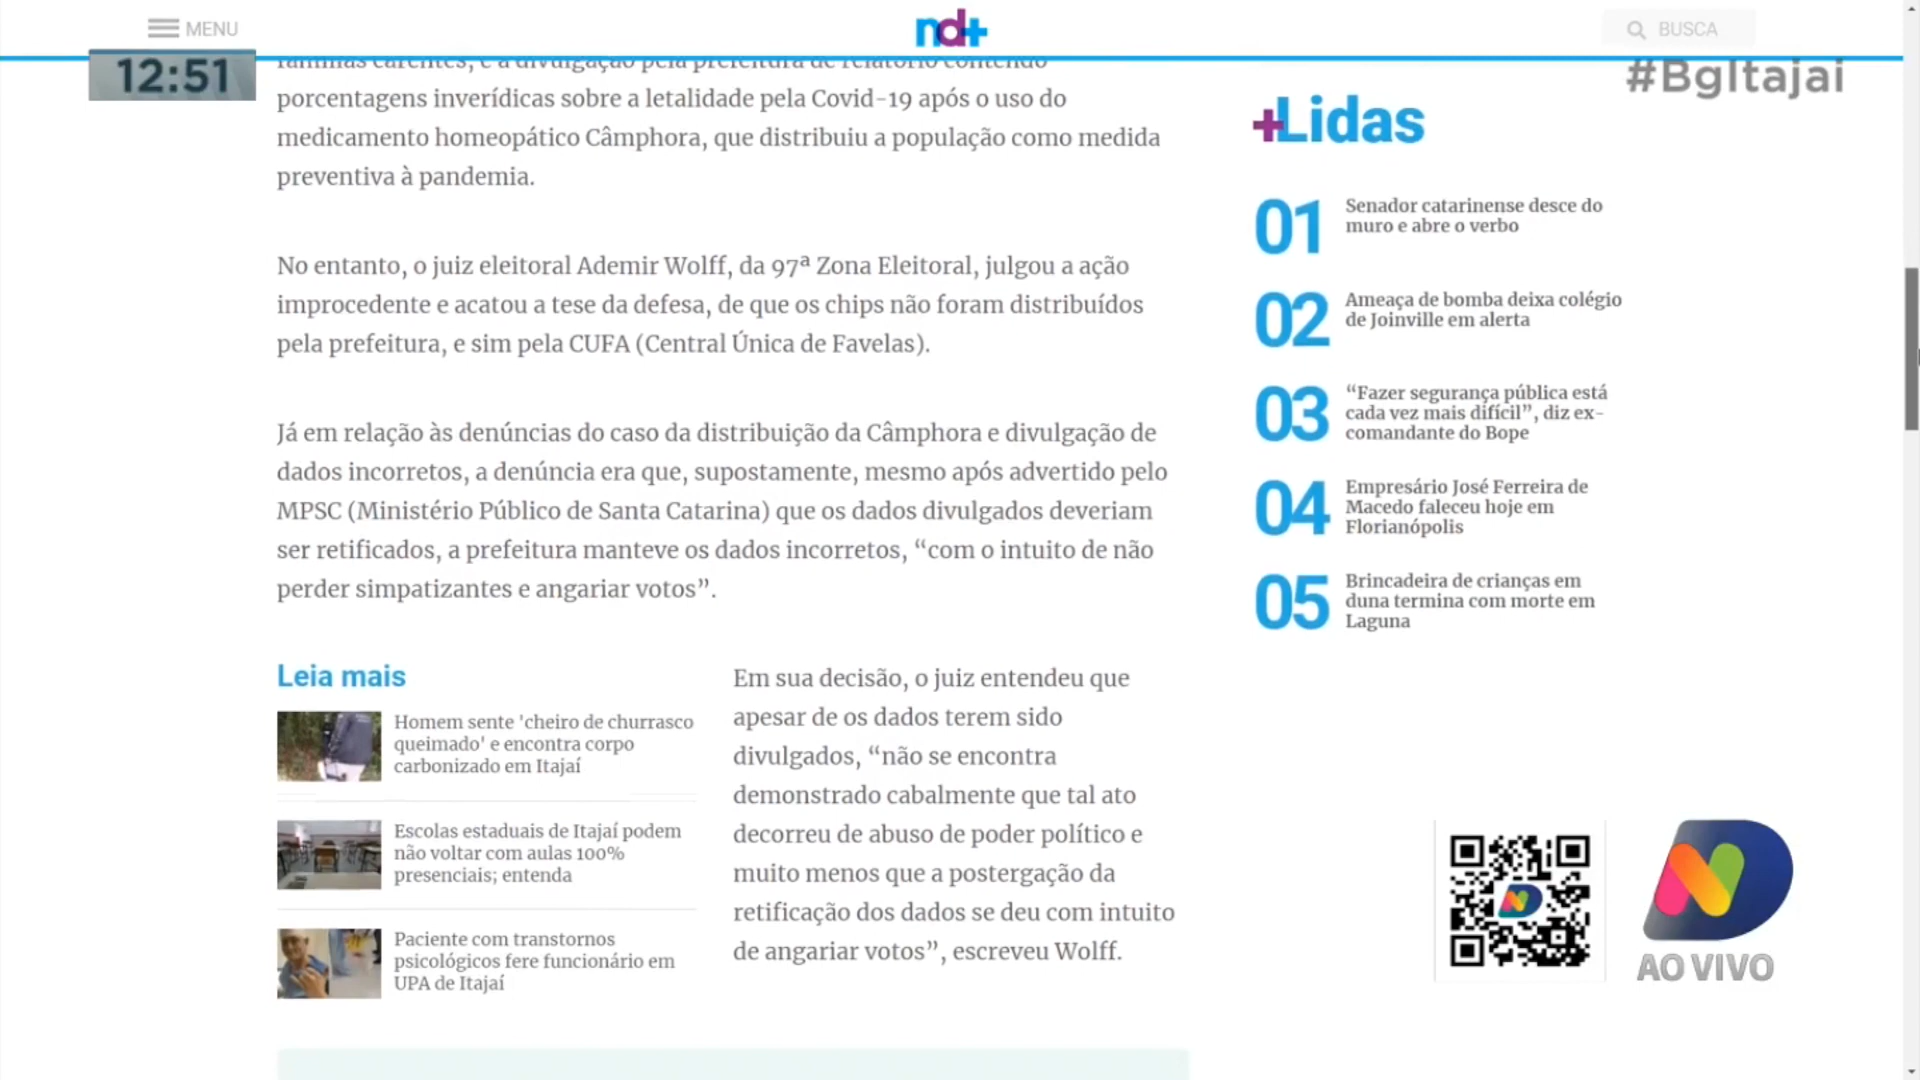 MENU
nd+
BUSCA
12:51
#BgItajai
famílias carentes, e a divulgação pela prefeitura de relatório contendo
porcentagens inverídicas sobre a letalidade pela Covid-19 após o uso do
medicamento homeopático Câmphora, que distribuiu a população como medida
preventiva à pandemia.
No entanto, o juiz eleitoral Ademir Wolff, da 97ª Zona Eleitoral, julgou a ação
improcedente e acatou a tese da defesa, de que os chips não foram distribuídos
pela prefeitura, e sim pela CUFA (Central Única de Favelas).
Já em relação às denúncias do caso da distribuição da Câmphora e divulgação de
dados incorretos, a denúncia era que, supostamente, mesmo após advertido pelo
MPSC (Ministério Público de Santa Catarina) que os dados divulgados deveriam
ser retificados, a prefeitura manteve os dados incorretos, “com o intuito de não
perder simpatizantes e angariar votos”.
Leia mais
Homem sente 'cheiro de churrasco
queimado' e encontra corpo
carbonizado em Itajaí
Escolas estaduais de Itajaí podem
não voltar com aulas 100%
presenciais; entenda
Paciente com transtornos
psicológicos fere funcionário em
UPA de Itajaí
Em sua decisão, o juiz entendeu que
apesar de os dados terem sido
divulgados, “não se encontra
demonstrado cabalmente que tal ato
decorreu de abuso de poder político e
muito menos que a postergação da
retificação dos dados se deu com intuito
de angariar votos”, escreveu Wolff.
+Lidas
01
Senador catarinense desce do
muro e abre o verbo
02
Ameaça de bomba deixa colégio
de Joinville em alerta
03
“Fazer segurança pública está
cada vez mais difícil”, diz ex-
comandante do Bope
04
Empresário José Ferreira de
Macedo faleceu hoje em
Florianópolis
05
Brincadeira de crianças em
duna termina com morte em
Laguna
AO VIVO